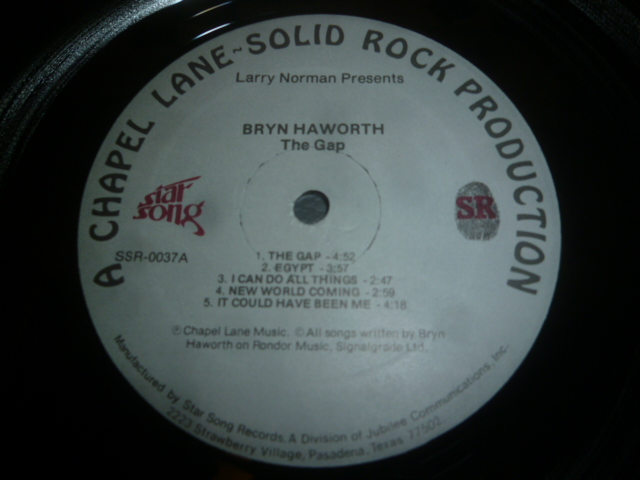 A CHAPEL LANE~SOLID ROCK PRODUCTION
Larry Norman Presents
BRYN HAWORTH
The Gap
star song
SR
SSR-0037A
1. THE GAP - 4:52
2. EGYPT - 3:57
3. I CAN DO ALL THINGS - 2:47
4. NEW WORLD COMING - 2:59
5. IT COULD HAVE BEEN ME - 4:18
℗ Chapel Lane Music. © All songs written by Bryn
Haworth on Rondor Music, Signalgrade Ltd.
Manufactured by Star Song Records, A Division of Jubilee Communications, Inc.
2223 Strawberry Village, Pasadena, Texas 77502